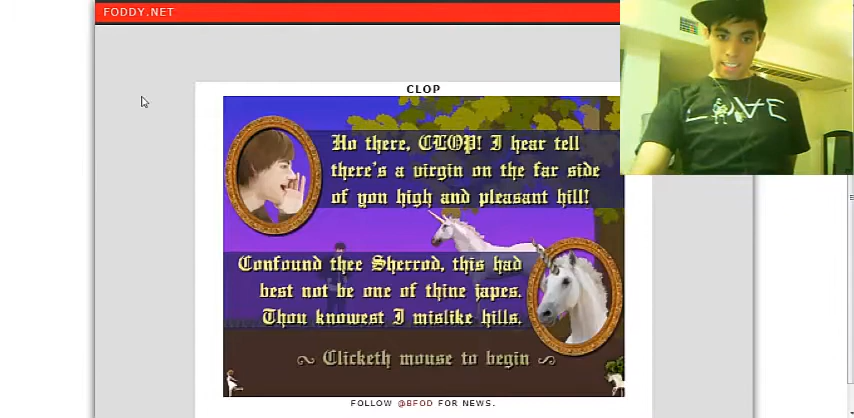 FODDY.NET
CLOP
Ho there, CLOP! I hear tell
there's a virgin on the far side
of yon high and pleasant hill!
Confound thee Sherrod, this had
best not be one of thine japes.
Thou knowest I mislike hills.
Clicketh mouse to begin
FOLLOW @BFOD FOR NEWS.
LOVE